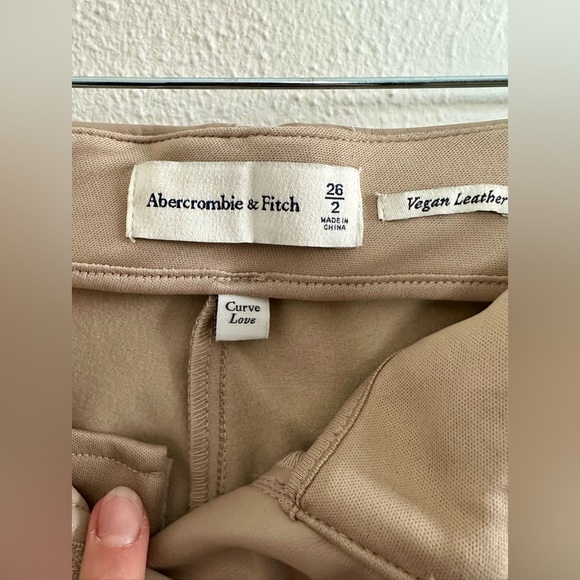 Abercrombie & Fitch
26
2
MADE IN
CHINA
Vegan Leather
Curve
Love